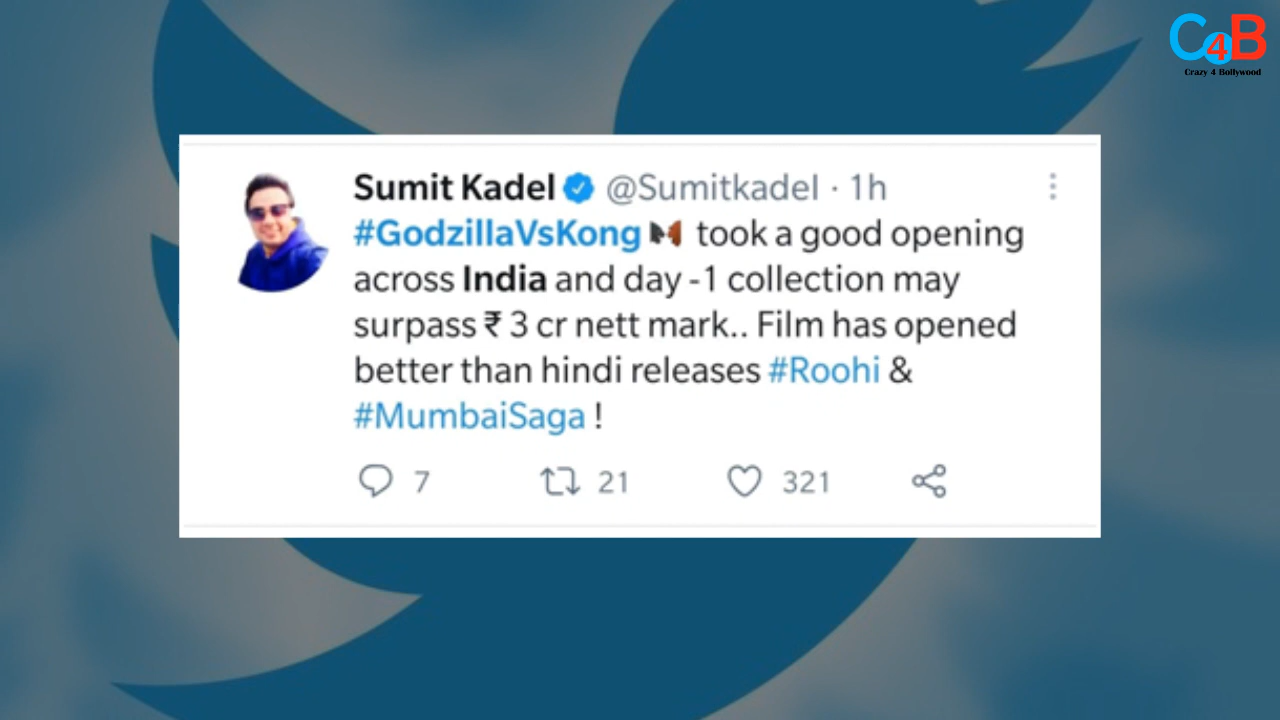 C4B
Crazy 4 Bollywood
Sumit Kadel @Sumitkadel · 1h
#GodzillaVsKong took a good opening
across India and day -1 collection may
surpass ₹ 3 cr nett mark.. Film has opened
better than hindi releases #Roohi &
#MumbaiSaga !
7 21 321